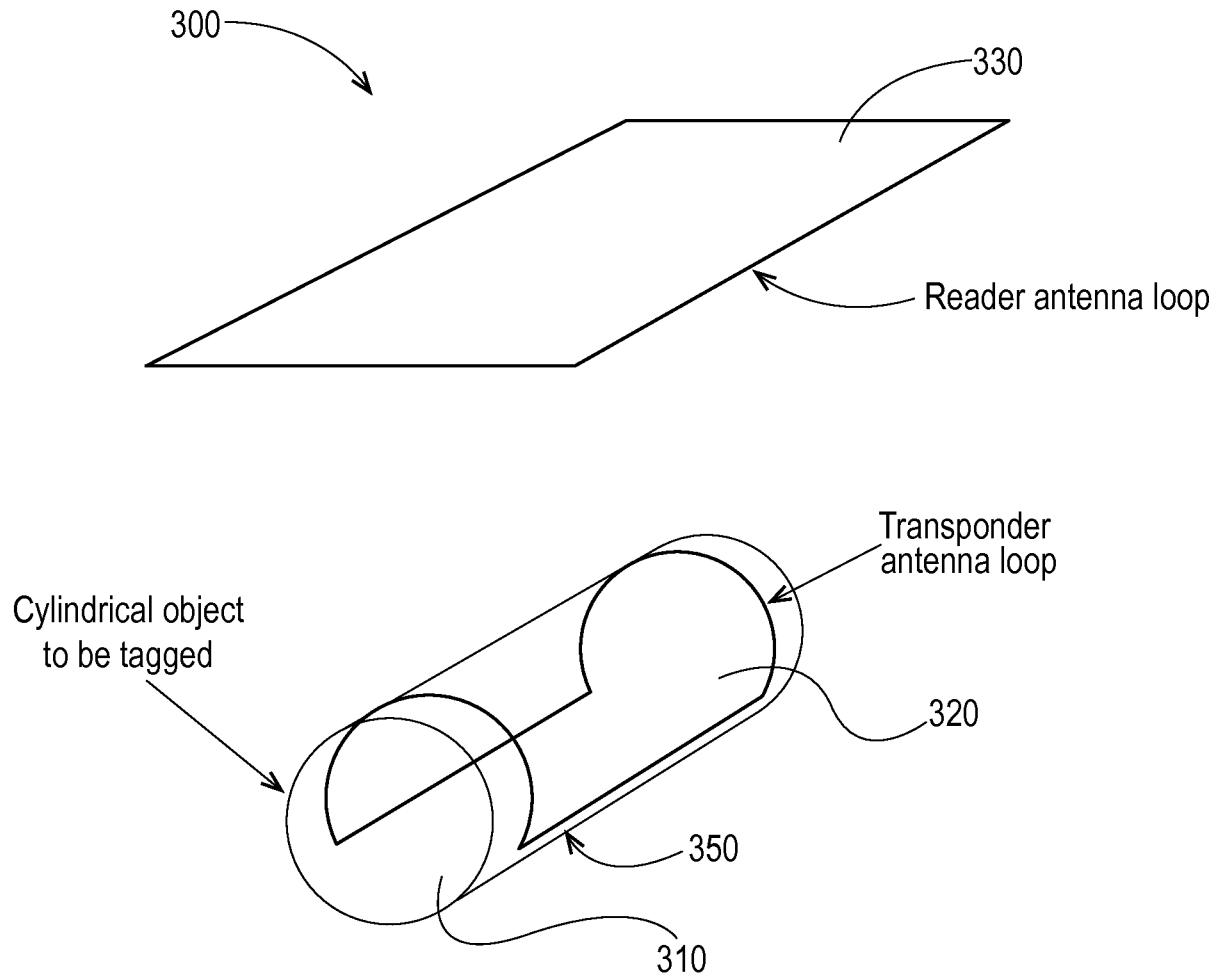 300
330
Reader antenna loop
Transponder
antenna loop
Cylindrical object
to be tagged
320
350
310